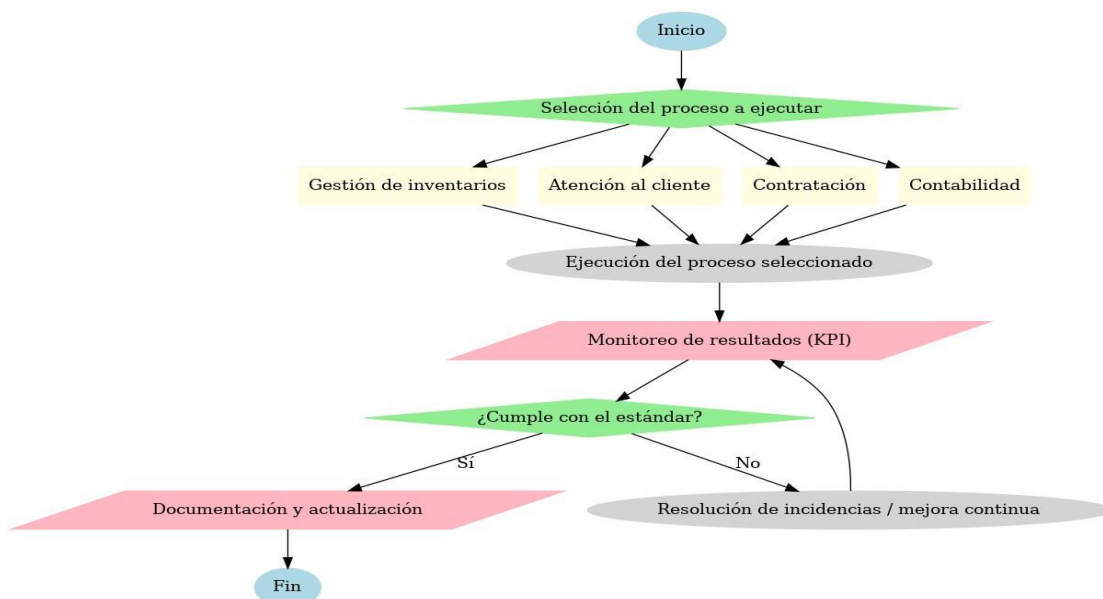 Inicio
Selección del proceso a ejecutar
Gestión de inventarios
Atención al cliente
Contratación
Contabilidad
Ejecución del proceso seleccionado
Monitoreo de resultados (KPI)
¿Cumple con el estándar?
Sí
No
Documentación y actualización
Resolución de incidencias / mejora continua
Fin